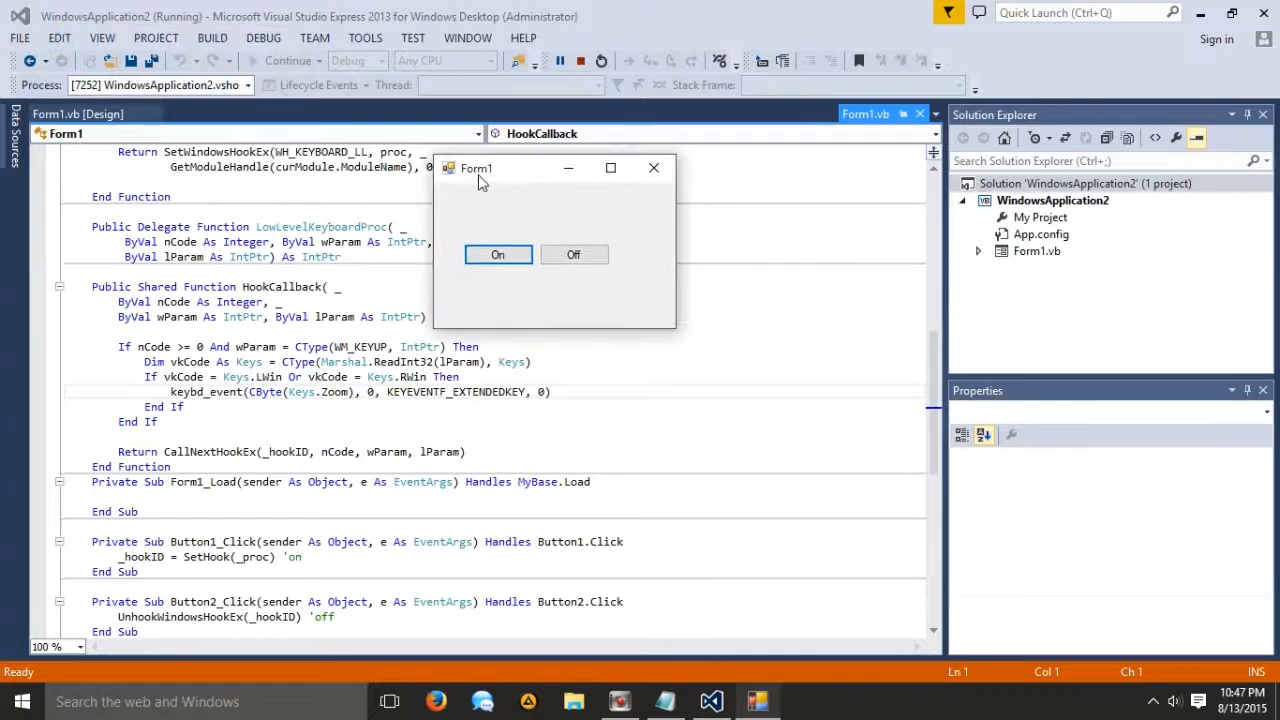 WindowsApplication2 (Running) - Microsoft Visual Studio Express 2013 for Windows Desktop (Administrator)
Quick Launch (Ctrl+Q)
FILE EDIT VIEW PROJECT BUILD DEBUG TEAM TOOLS TEST WINDOW HELP
Sign in
Continue Debug Any CPU
Process: [7252] WindowsApplication2.vsho Lifecycle Events Thread: Stack Frame:
Data Sources
Form1.vb [Design] Form1.vb
Form1 HookCallback
Return SetWindowsHookEx(WH_KEYBOARD_LL, proc, _
GetModuleHandle(curModule.ModuleName), 0
End Function
Public Delegate Function LowLevelKeyboardProc( _
ByVal nCode As Integer, ByVal wParam As IntPtr,
ByVal lParam As IntPtr) As IntPtr
Public Shared Function HookCallback( _
ByVal nCode As Integer, _
ByVal wParam As IntPtr, ByVal lParam As IntPtr)
If nCode >= 0 And wParam = CType(WM_KEYUP, IntPtr) Then
Dim vkCode As Keys = CType(Marshal.ReadInt32(lParam), Keys)
If vkCode = Keys.LWin Or vkCode = Keys.RWin Then
keybd_event(CByte(Keys.Zoom), 0, KEYEVENTF_EXTENDEDKEY, 0)
End If
End If
Return CallNextHookEx(_hookID, nCode, wParam, lParam)
End Function
Private Sub Form1_Load(sender As Object, e As EventArgs) Handles MyBase.Load
End Sub
Private Sub Button1_Click(sender As Object, e As EventArgs) Handles Button1.Click
_hookID = SetHook(_proc) 'on
End Sub
Private Sub Button2_Click(sender As Object, e As EventArgs) Handles Button2.Click
UnhookWindowsHookEx(_hookID) 'off
End Sub
100 %
Form1
On Off
Solution Explorer
Search Solution Explorer (Ctrl+;)
Solution 'WindowsApplication2' (1 project)
WindowsApplication2
My Project
App.config
Form1.vb
Properties
Ready Ln 1 Col 1 Ch 1 INS
Search the web and Windows
10:47 PM
8/13/2015